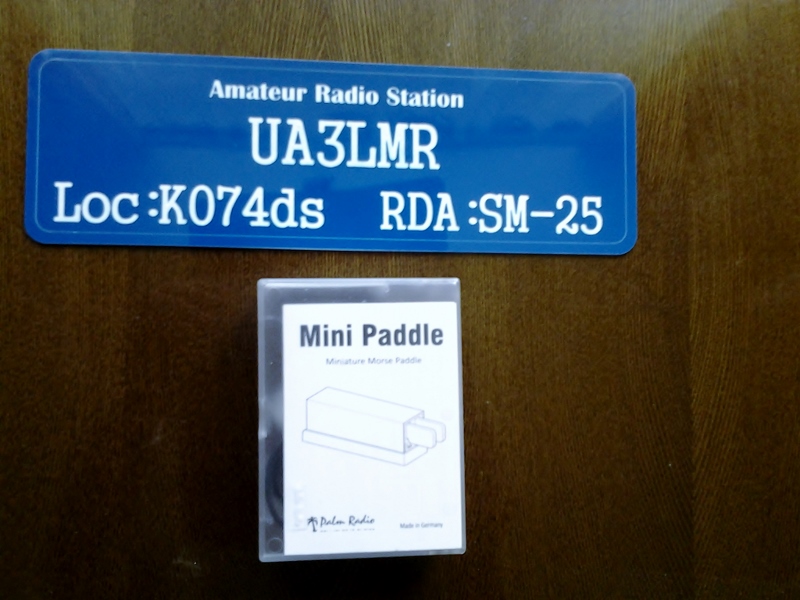 Amateur Radio Station
UA3LMR
Loc:KO74ds RDA:SM-25
Mini Paddle
Miniature Morse Paddle
Palm Radio
Made in Germany